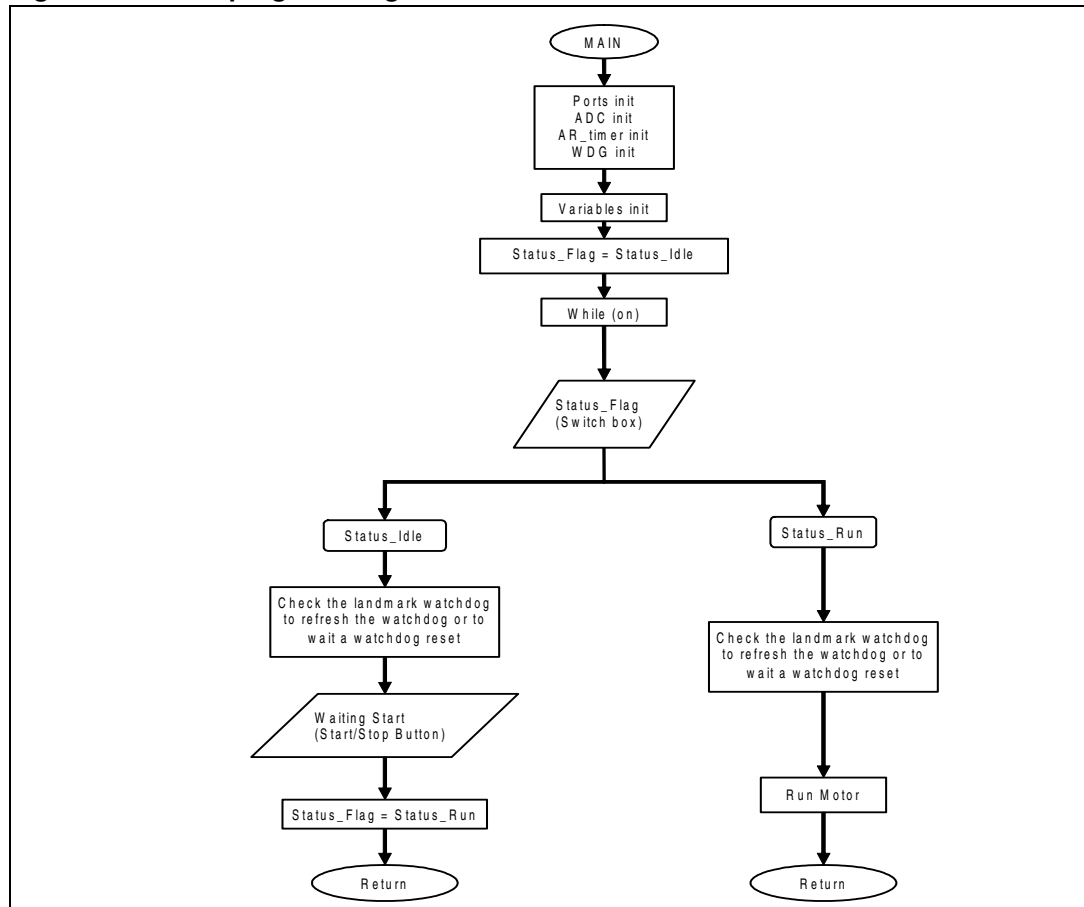 MAIN
Ports init
ADC init
AR_timer init
WDG init
Variables init
Status_Flag = Status_Idle
While (on)
Status_Flag
(Switch box)
Status_Idle
Check the landmark watchdog
to refresh the watchdog or to
wait a watchdog reset
Waiting Start
(Start/Stop Button)
Status_Flag = Status_Run
Return
Status_Run
Check the landmark watchdog
to refresh the watchdog or to
wait a watchdog reset
Run Motor
Return